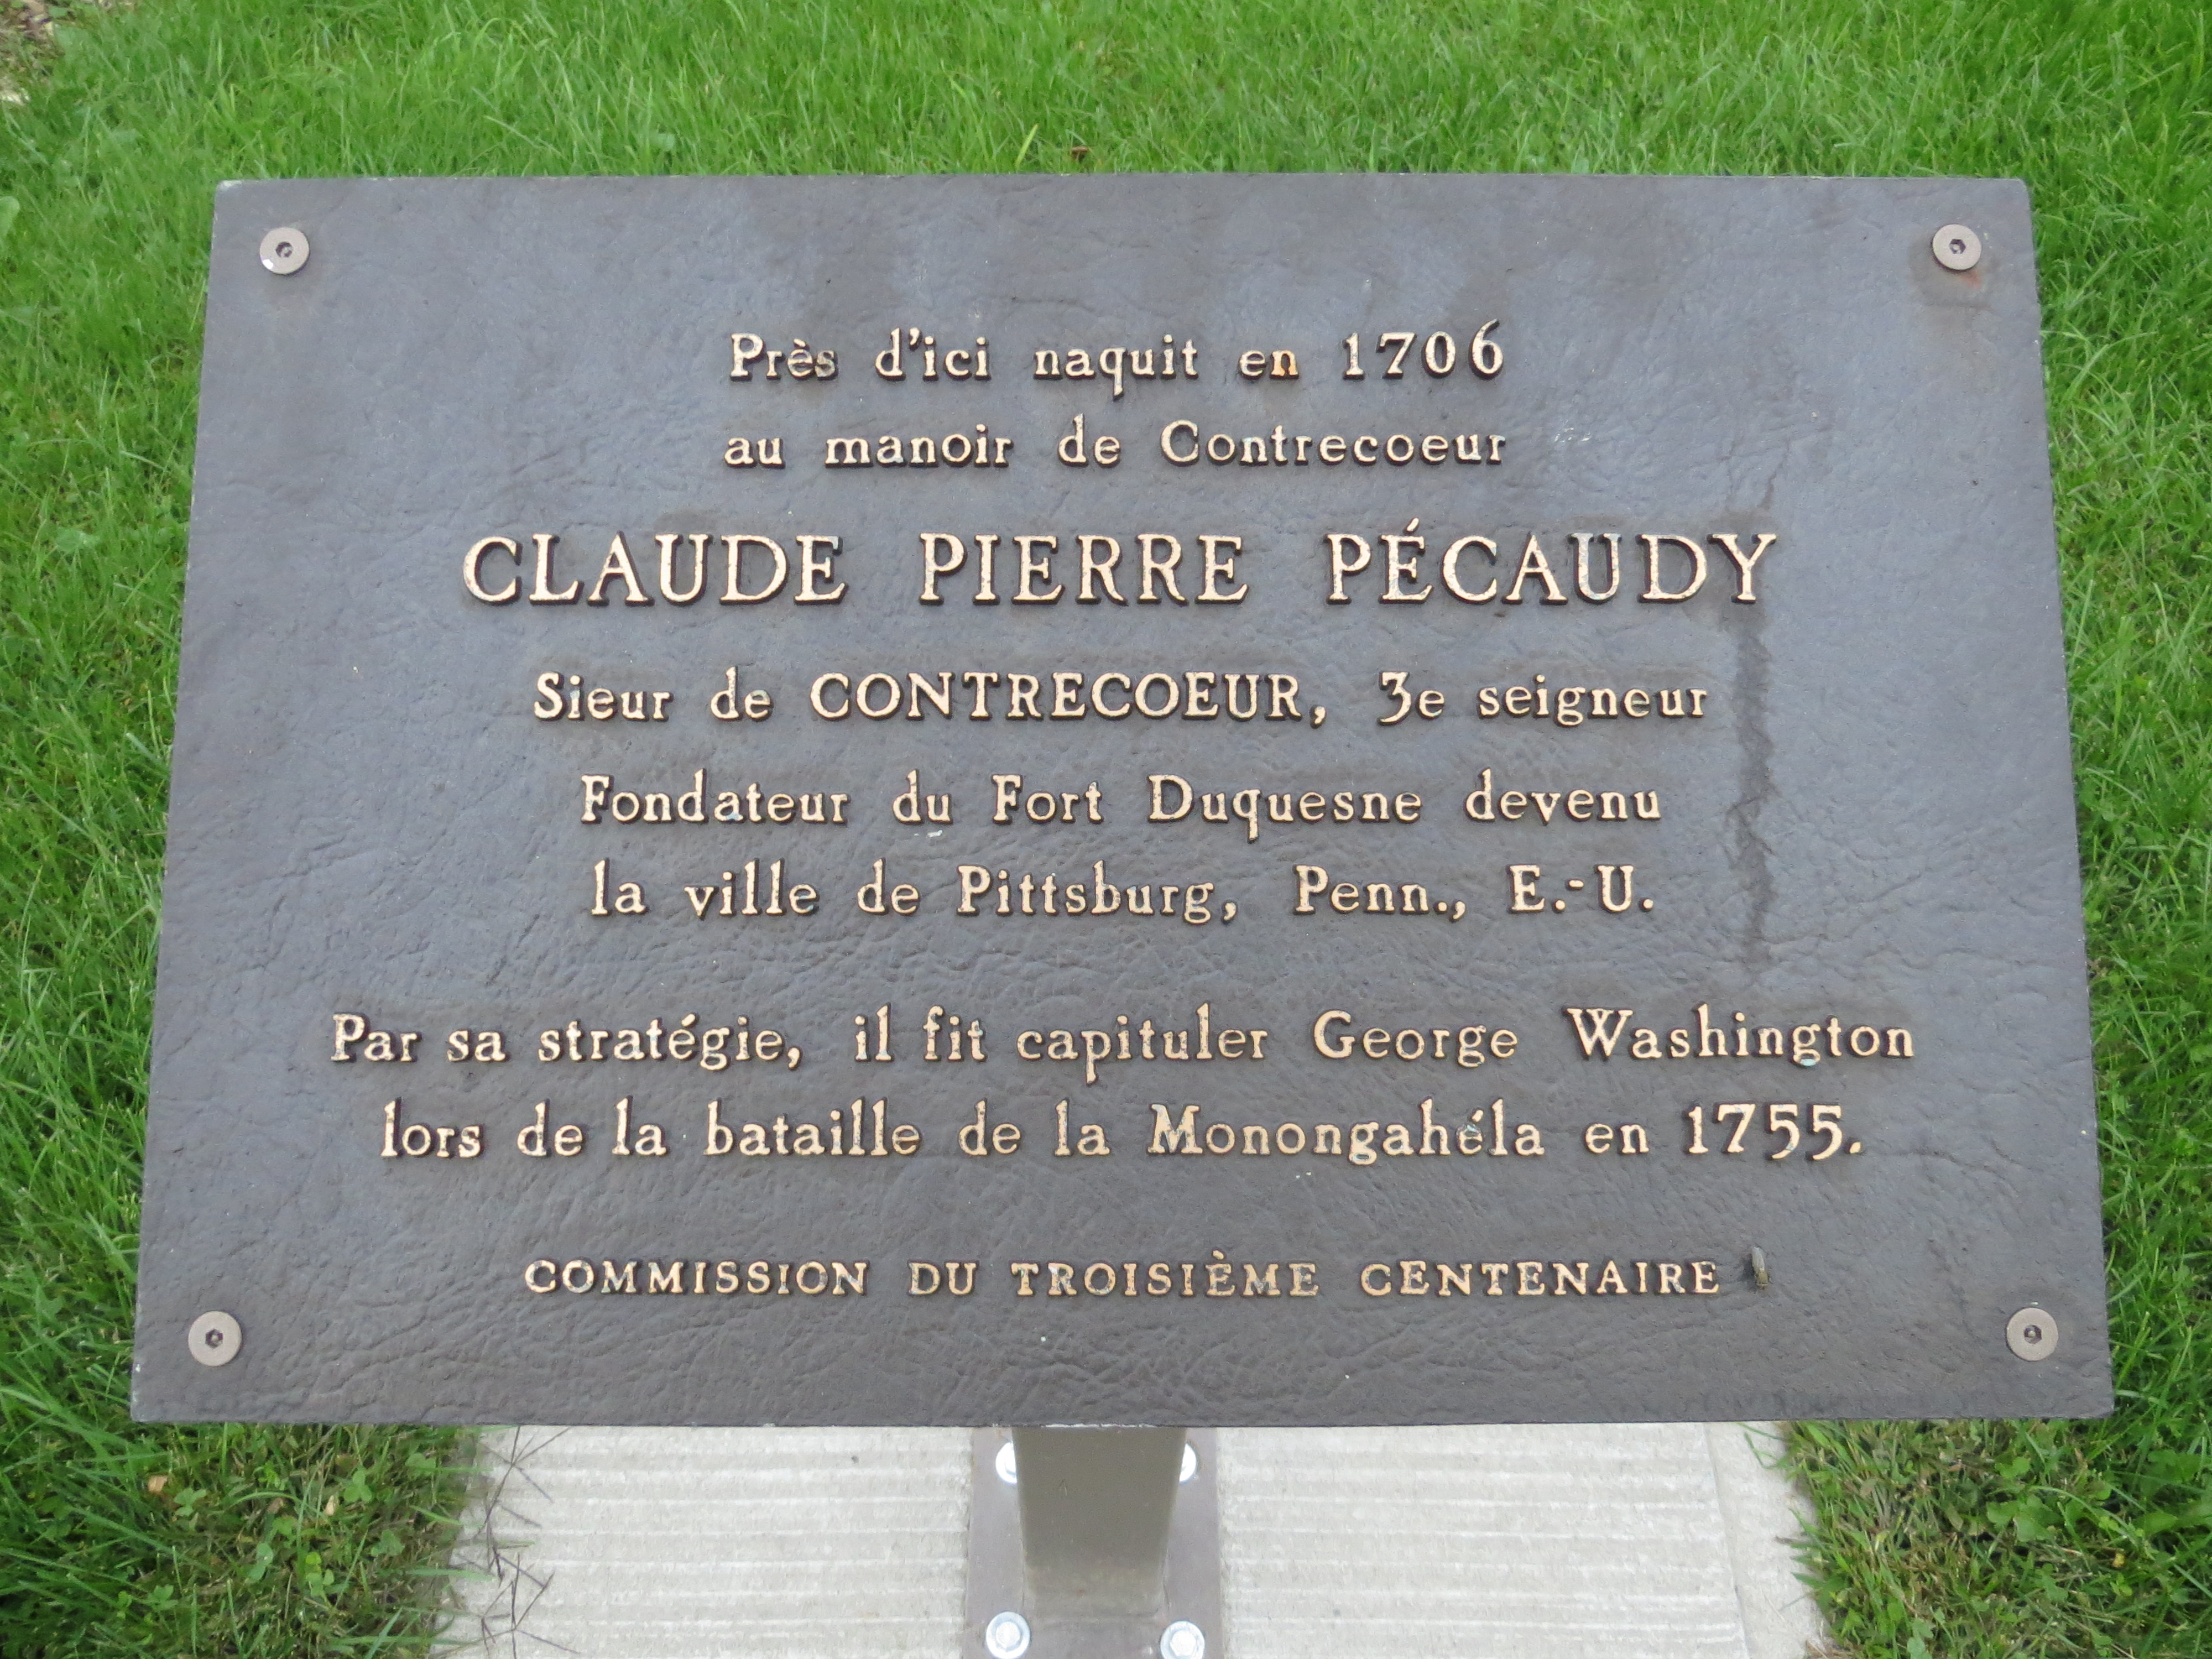 Près d'ici naquit en 1706
au manoir de Contrecoeur
CLAUDE PIERRE PÉCAUDY
Sieur de CONTRECOEUR, 3e seigneur
Fondateur du Fort Duquesne devenu
la ville de Pittsburg, Penn., E.-U.
Par sa stratégie, il fit capituler George Washington
lors de la bataille de la Monongahéla en 1755.
COMMISSION DU TROISIÈME CENTENAIRE